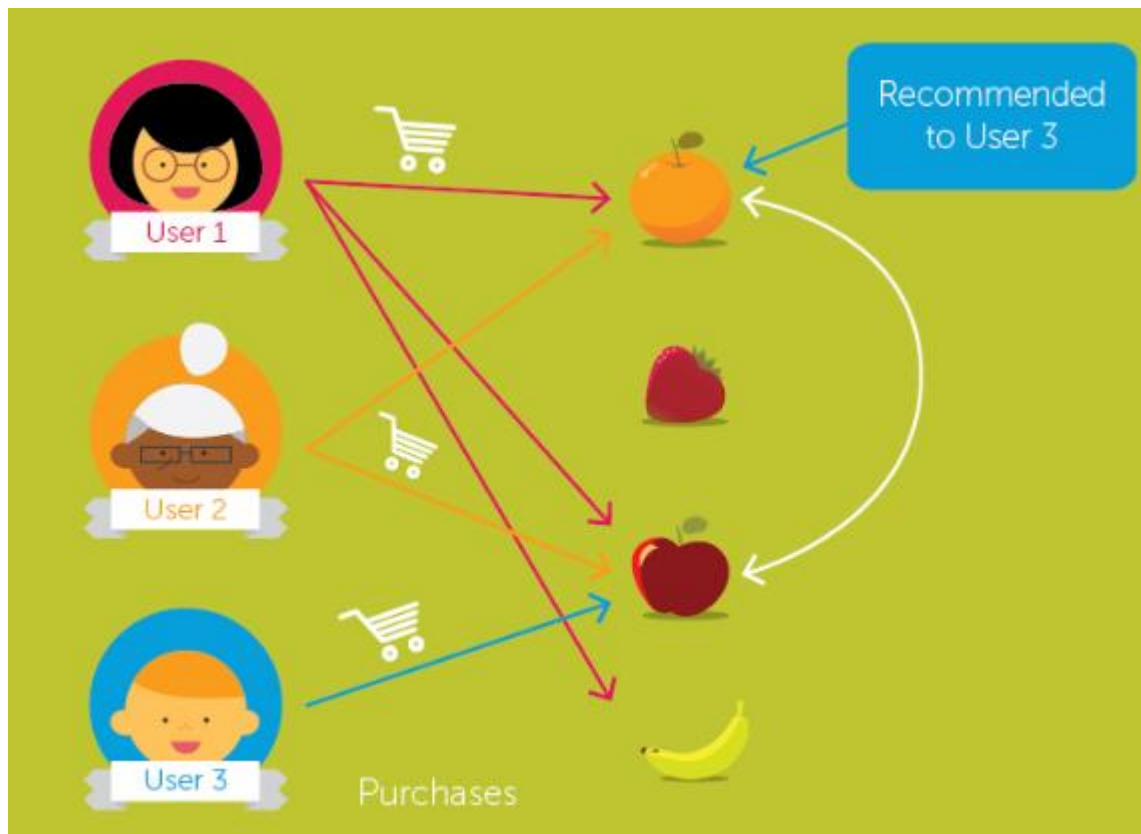 Recommended
to User 3
User 1
User 2
User 3
Purchases